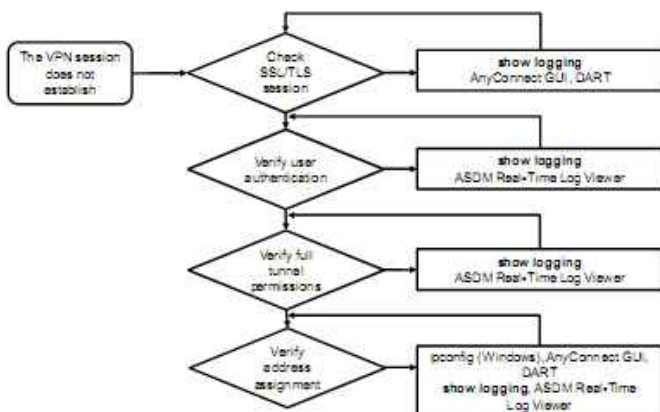 The VPN session
does not
establish
Check
SSL/TLS
session
show logging
AnyConnect GUI, DART
Verify user
authentication
show logging
ASDM Real-Time Log Viewer
Verify full
tunnel
permissions
show logging
ASDM Real-Time Log Viewer
Verify
address
assignment
ipconfig (Windows), AnyConnect GUI,
DART
show logging, ASDM Real-Time
Log Viewer